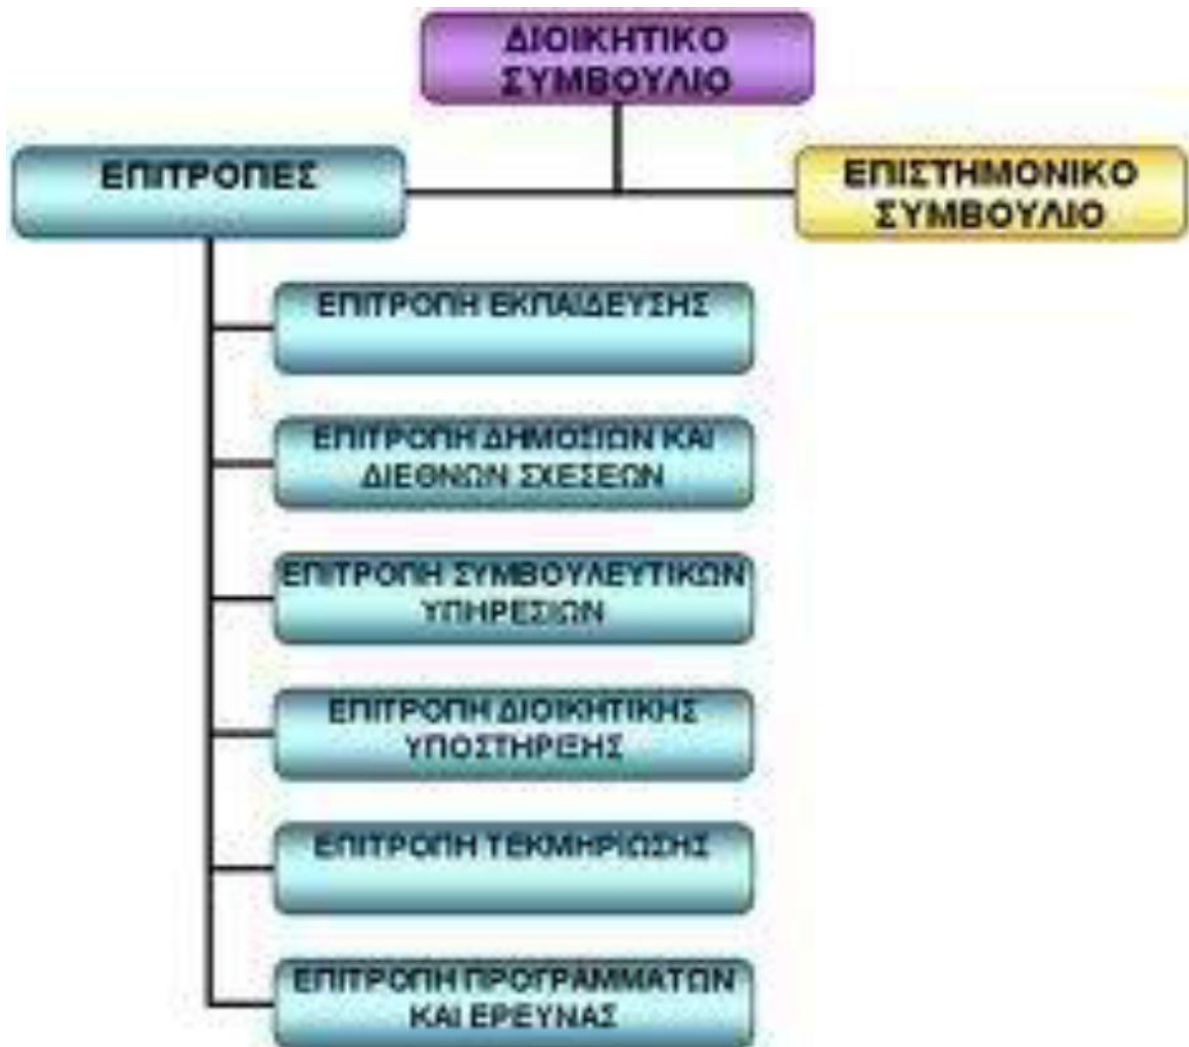 ΔΙΟΙΚΗΤΙΚΟ
ΣΥΜΒΟΥΛΙΟ
ΕΠΙΤΡΟΠΕΣ
ΕΠΙΣΤΗΜΟΝΙΚΟ
ΣΥΜΒΟΥΛΙΟ
ΕΠΙΤΡΟΠΗ ΕΚΠΑΙΔΕΥΣΗΣ
ΕΠΙΤΡΟΠΗ ΔΗΜΟΣΙΩΝ ΚΑΙ
ΔΙΕΘΝΩΝ ΣΧΕΣΕΩΝ
ΕΠΙΤΡΟΠΗ ΣΥΜΒΟΥΛΕΥΤΙΚΩΝ
ΥΠΗΡΕΣΙΩΝ
ΕΠΙΤΡΟΠΗ ΔΙΟΙΚΗΤΙΚΗΣ
ΥΠΟΣΤΗΡΙΞΗΣ
ΕΠΙΤΡΟΠΗ ΤΕΚΜΗΡΙΩΣΗΣ
ΕΠΙΤΡΟΠΗ ΠΡΟΓΡΑΜΜΑΤΩΝ
ΚΑΙ ΕΡΕΥΝΑΣ